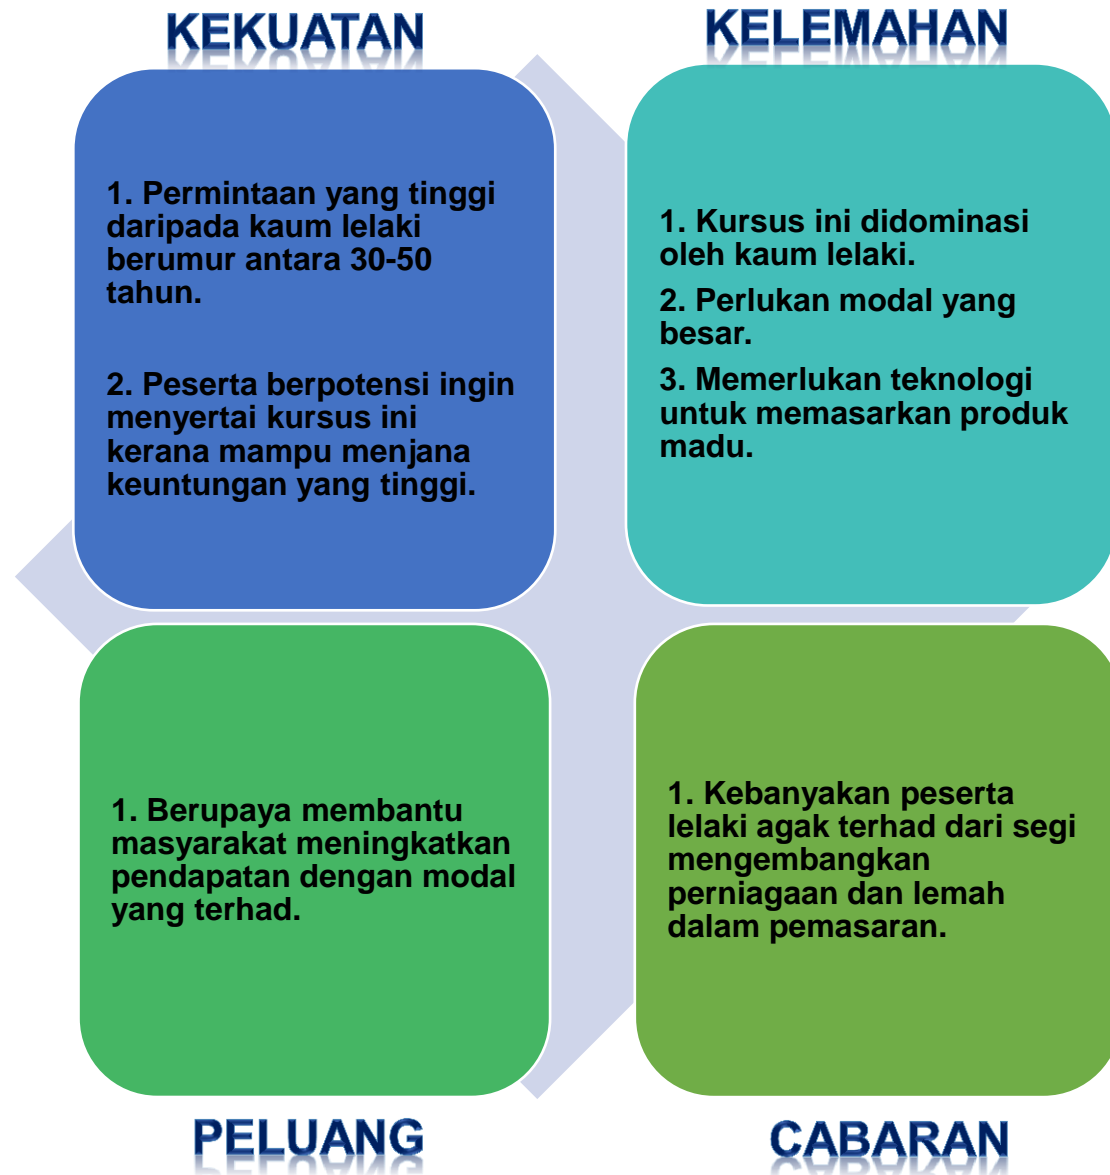 KEKUATAN
1. Permintaan yang tinggi
daripada kaum lelaki
berumur antara 30-50
tahun.
2. Peserta berpotensi ingin
menyertai kursus ini
kerana mampu menjana
keuntungan yang tinggi.
KELEMAHAN
1. Kursus ini didominasi
oleh kaum lelaki.
2. Perlukan modal yang
besar.
3. Memerlukan teknologi
untuk memasarkan produk
madu.
1. Berupaya membantu
masyarakat meningkatkan
pendapatan dengan modal
yang terhad.
PELUANG
1. Kebanyakan peserta
lelaki agak terhad dari segi
mengembangkan
perniagaan dan lemah
dalam pemasaran.
CABARAN